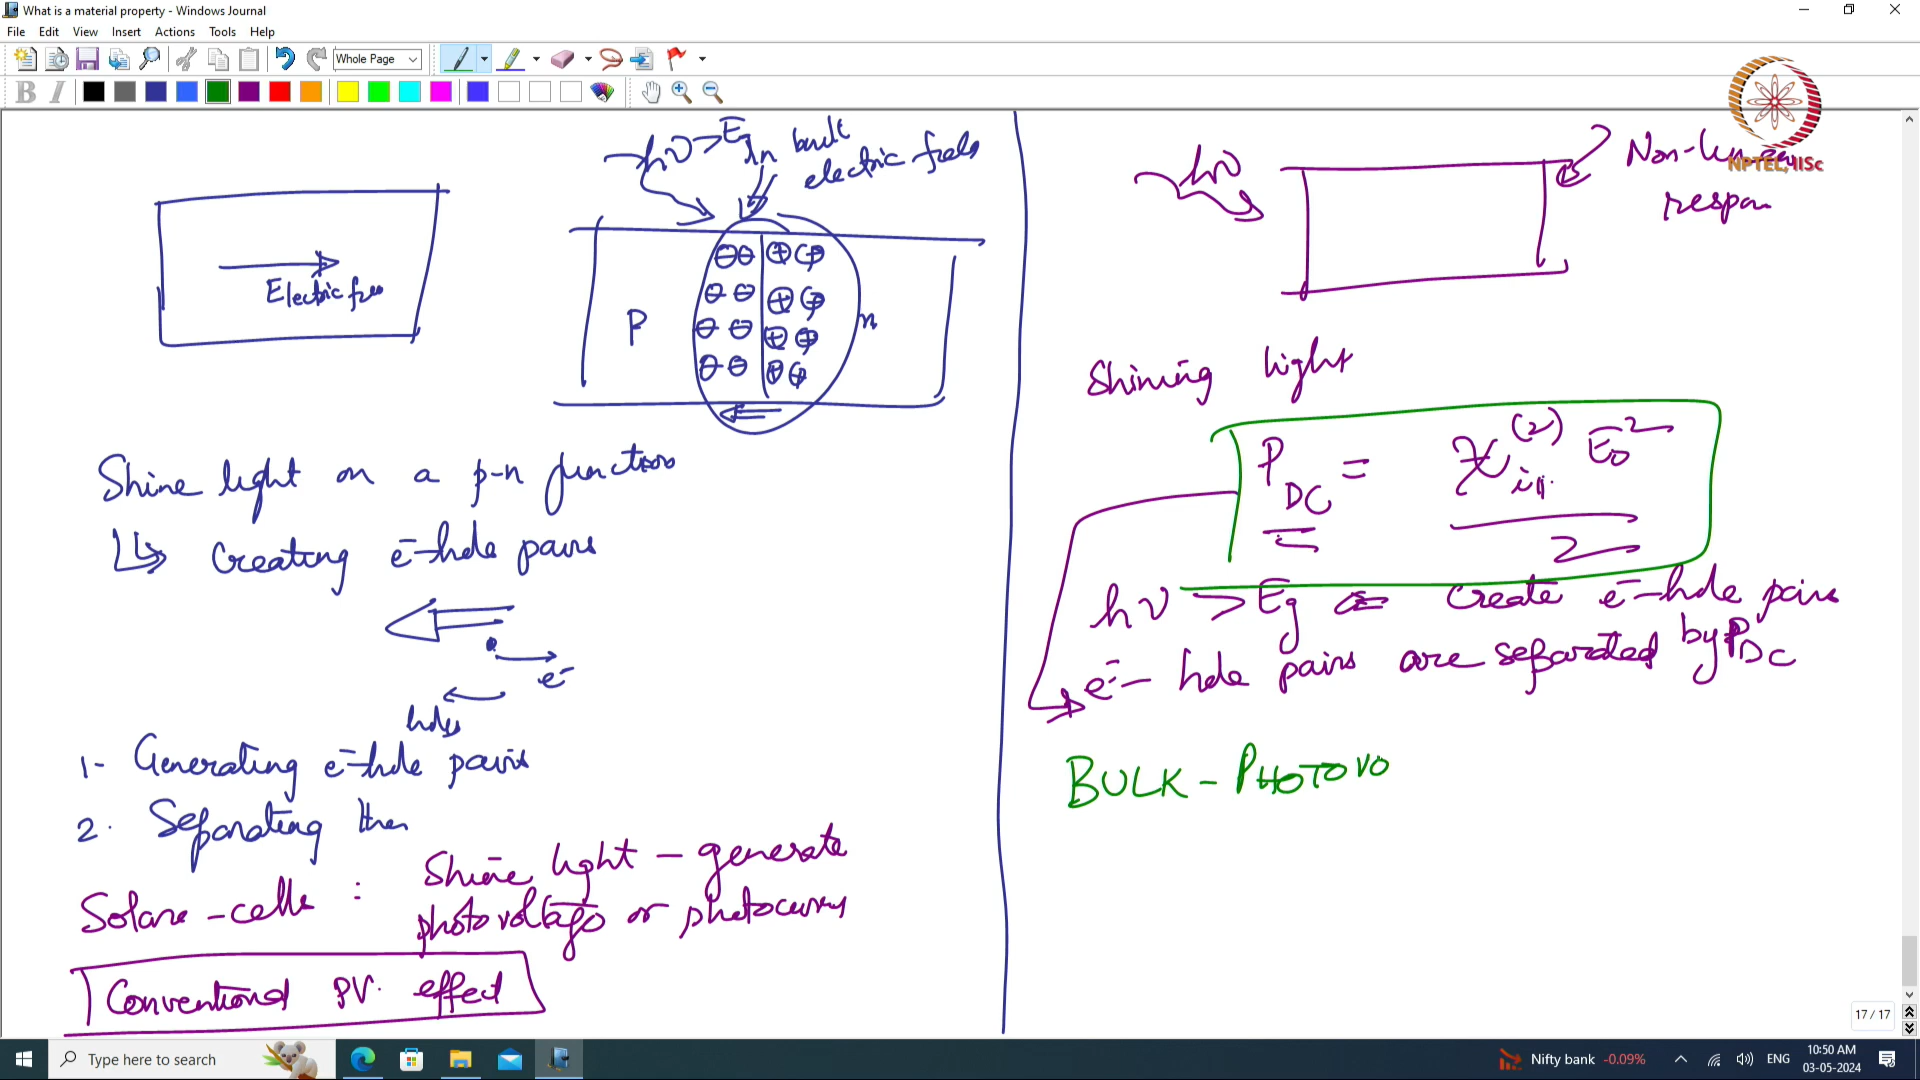 What is a material property - Windows Journal
File Edit View Insert Actions Tools Help
Whole Page
B I
NPTEL, IISc
hν > Eg
In built
electric field
Electric field
P
n
Shine light on a p-n junction
Creating e⁻-hole pairs
e⁻
holes
1- Generating e⁻-hole pairs
2. Separating them
Solar-cells : Shine light - generate
photovoltage or photocurrent
Conventional PV. effect
hν
Non-linear
respon
Shining light
P_DC = χ_i11^(2) E₀² / 2
hν > Eg create e⁻-hole pairs
e⁻- hole pairs are separated by P_DC
BULK - PHOTOVO
17 / 17
Type here to search
Nifty bank -0.09%
ENG
10:50 AM
03-05-2024